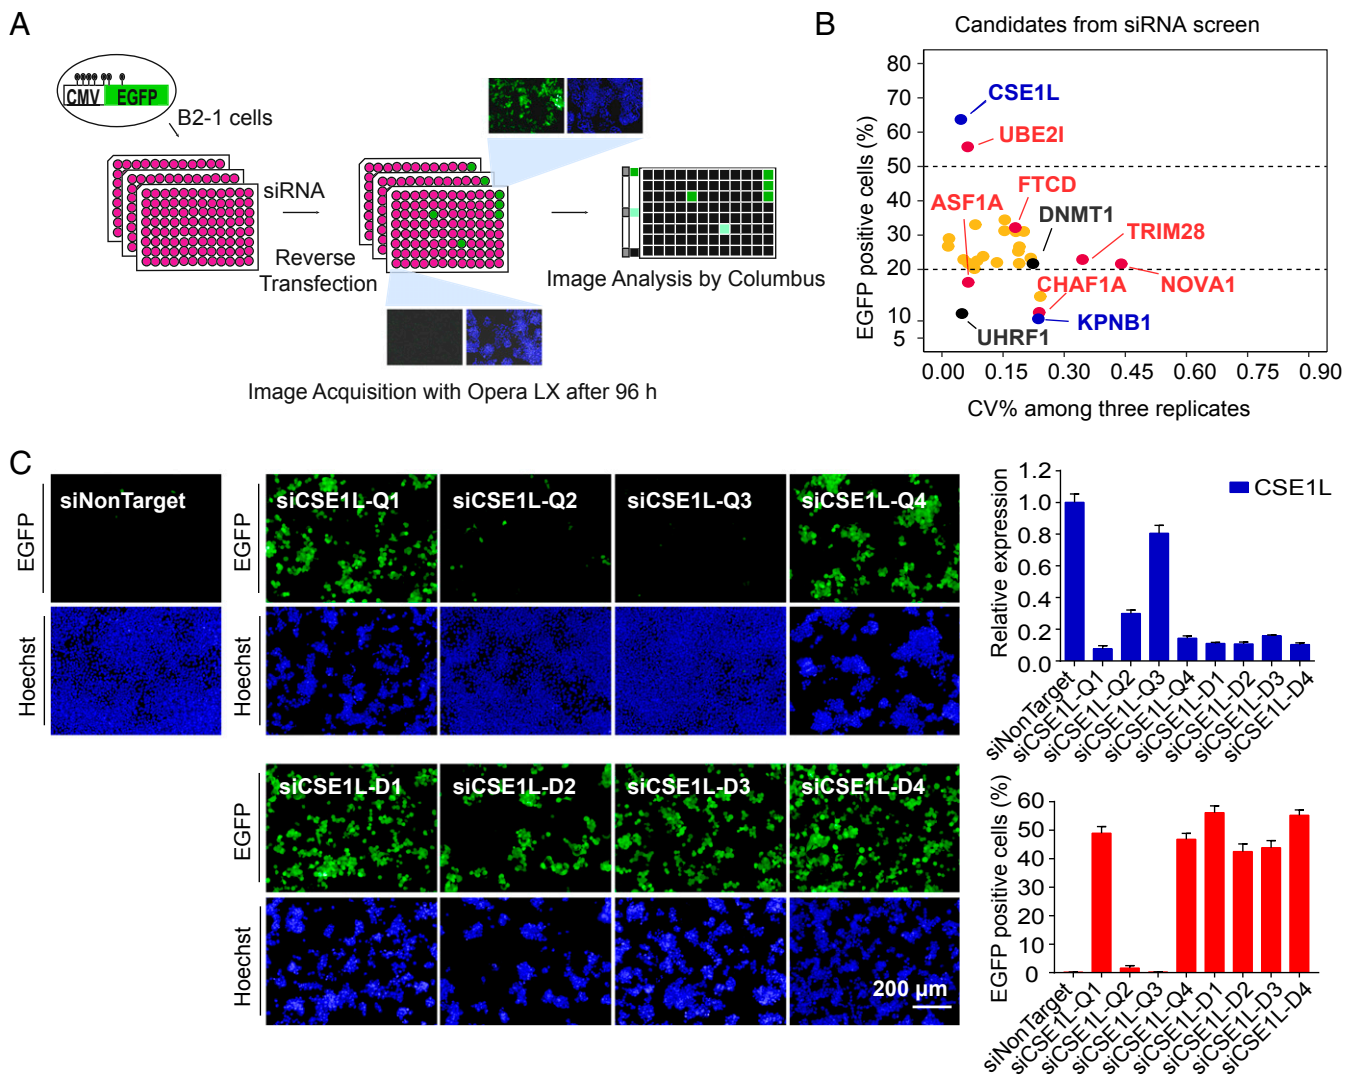 A
CMV EGFP
B2-1 cells
siRNA
Reverse
Transfection
Image Analysis by Columbus
Image Acquisition with Opera LX after 96 h
B
Candidates from siRNA screen
EGFP positive cells (%)
80
70
60
50
40
30
20
10
5
CSE1L
UBE2I
FTCD
ASF1A
DNMT1
TRIM28
CHAF1A
NOVA1
KPNB1
UHRF1
0.00 0.15 0.30 0.45 0.60 0.75 0.90
CV% among three replicates
C
EGFP
siNonTarget
Hoechst
EGFP
siCSE1L-Q1 siCSE1L-Q2 siCSE1L-Q3 siCSE1L-Q4
Hoechst
EGFP
siCSE1L-D1 siCSE1L-D2 siCSE1L-D3 siCSE1L-D4
Hoechst
200 µm
Relative expression
1.2
1.0
0.8
0.6
0.4
0.2
0.0
CSE1L
siNonTarget
siCSE1L-Q1
siCSE1L-Q2
siCSE1L-Q3
siCSE1L-Q4
siCSE1L-D1
siCSE1L-D2
siCSE1L-D3
siCSE1L-D4
EGFP positive cells (%)
60
50
40
30
20
10
0
siNonTarget
siCSE1L-Q1
siCSE1L-Q2
siCSE1L-Q3
siCSE1L-Q4
siCSE1L-D1
siCSE1L-D2
siCSE1L-D3
siCSE1L-D4